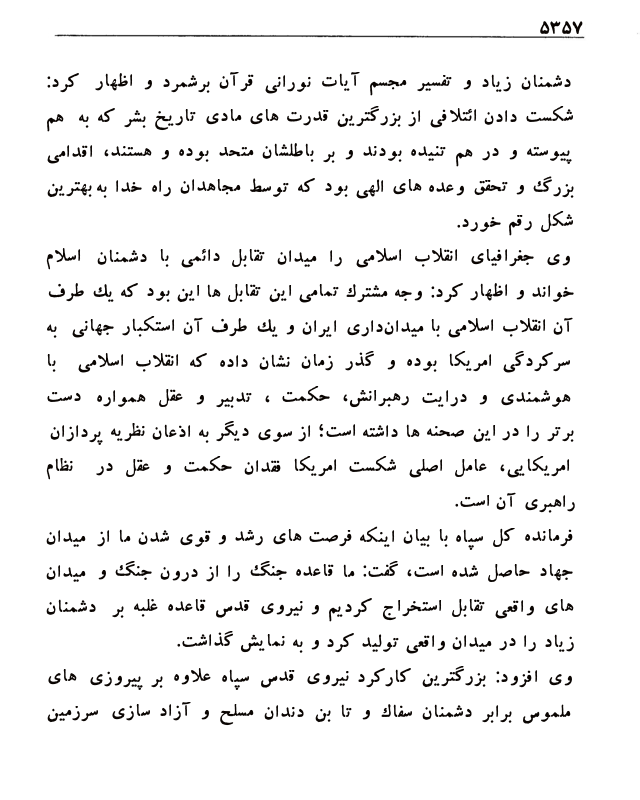 ۵۳۵۷
دشمنان زیاد و تفسیر مجسم آیات نورانی قرآن برشمرد و اظهار کرد:
شکست دادن ائتلافی از بزرگترین قدرت های مادی تاریخ بشر که به هم
پیوسته و در هم تنیده بودند و بر باطلشان متحد بوده و هستند، اقدامی
بزرگ و تحقق وعده های الهی بود که توسط مجاهدان راه خدا به بهترین
شکل رقم خورد.
وی جغرافیای انقلاب اسلامی را میدان تقابل دائمی با دشمنان اسلام
خواند و اظهار کرد: وجه مشترك تمامی این تقابل ها این بود که یك طرف
آن انقلاب اسلامی با میدان‌داری ایران و یك طرف آن استکبار جهانی به
سرکردگی امریکا بوده و گذر زمان نشان داده که انقلاب اسلامی با
هوشمندی و درایت رهبرانش، حکمت ، تدبیر و عقل همواره دست
برتر را در این صحنه ها داشته است؛ از سوی دیگر به اذعان نظریه پردازان
امریکایی، عامل اصلی شکست امریکا فقدان حکمت و عقل در نظام
راهبری آن است.
فرمانده کل سپاه با بیان اینکه فرصت های رشد و قوی شدن ما از میدان
جهاد حاصل شده است، گفت: ما قاعده جنگ را از درون جنگ و میدان
های واقعی تقابل استخراج کردیم و نیروی قدس قاعده غلبه بر دشمنان
زیاد را در میدان واقعی تولید کرد و به نمایش گذاشت.
وی افزود: بزرگترین کارکرد نیروی قدس سپاه علاوه بر پیروزی های
ملموس برابر دشمنان سفاك و تا بن دندان مسلح و آزاد سازی سرزمین